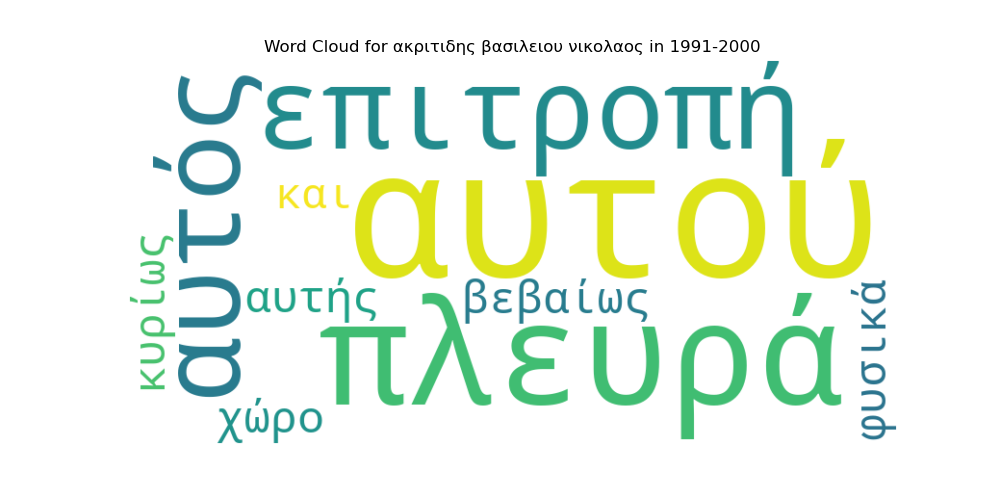 Word Cloud for ακριτιδης βασιλειου νικολαος in 1991-2000
επιτροπή
αυτός
και
αυτού
κυρίως
αυτής
βεβαίως
πλευρά
φυσικά
χώρο